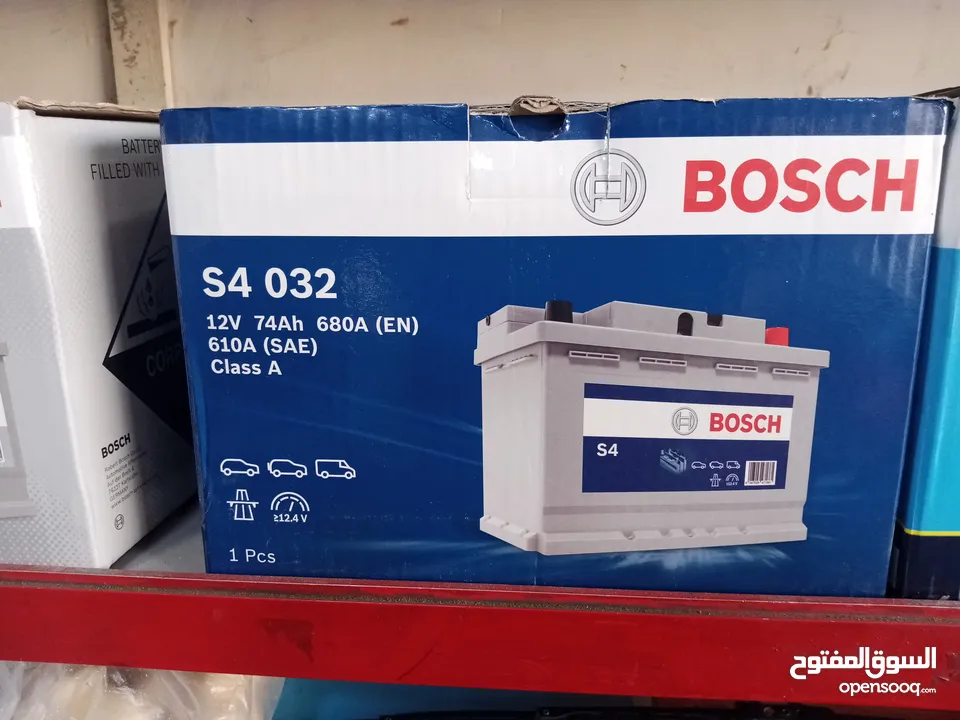 BATTER
FILLED WITH
BOSCH
BOSCH
S4 032
12V 74Ah 680A (EN)
610A (SAE)
Class A
≥12.4 V
1 Pcs
BOSCH
S4
السوق المفتوح
opensooq.com